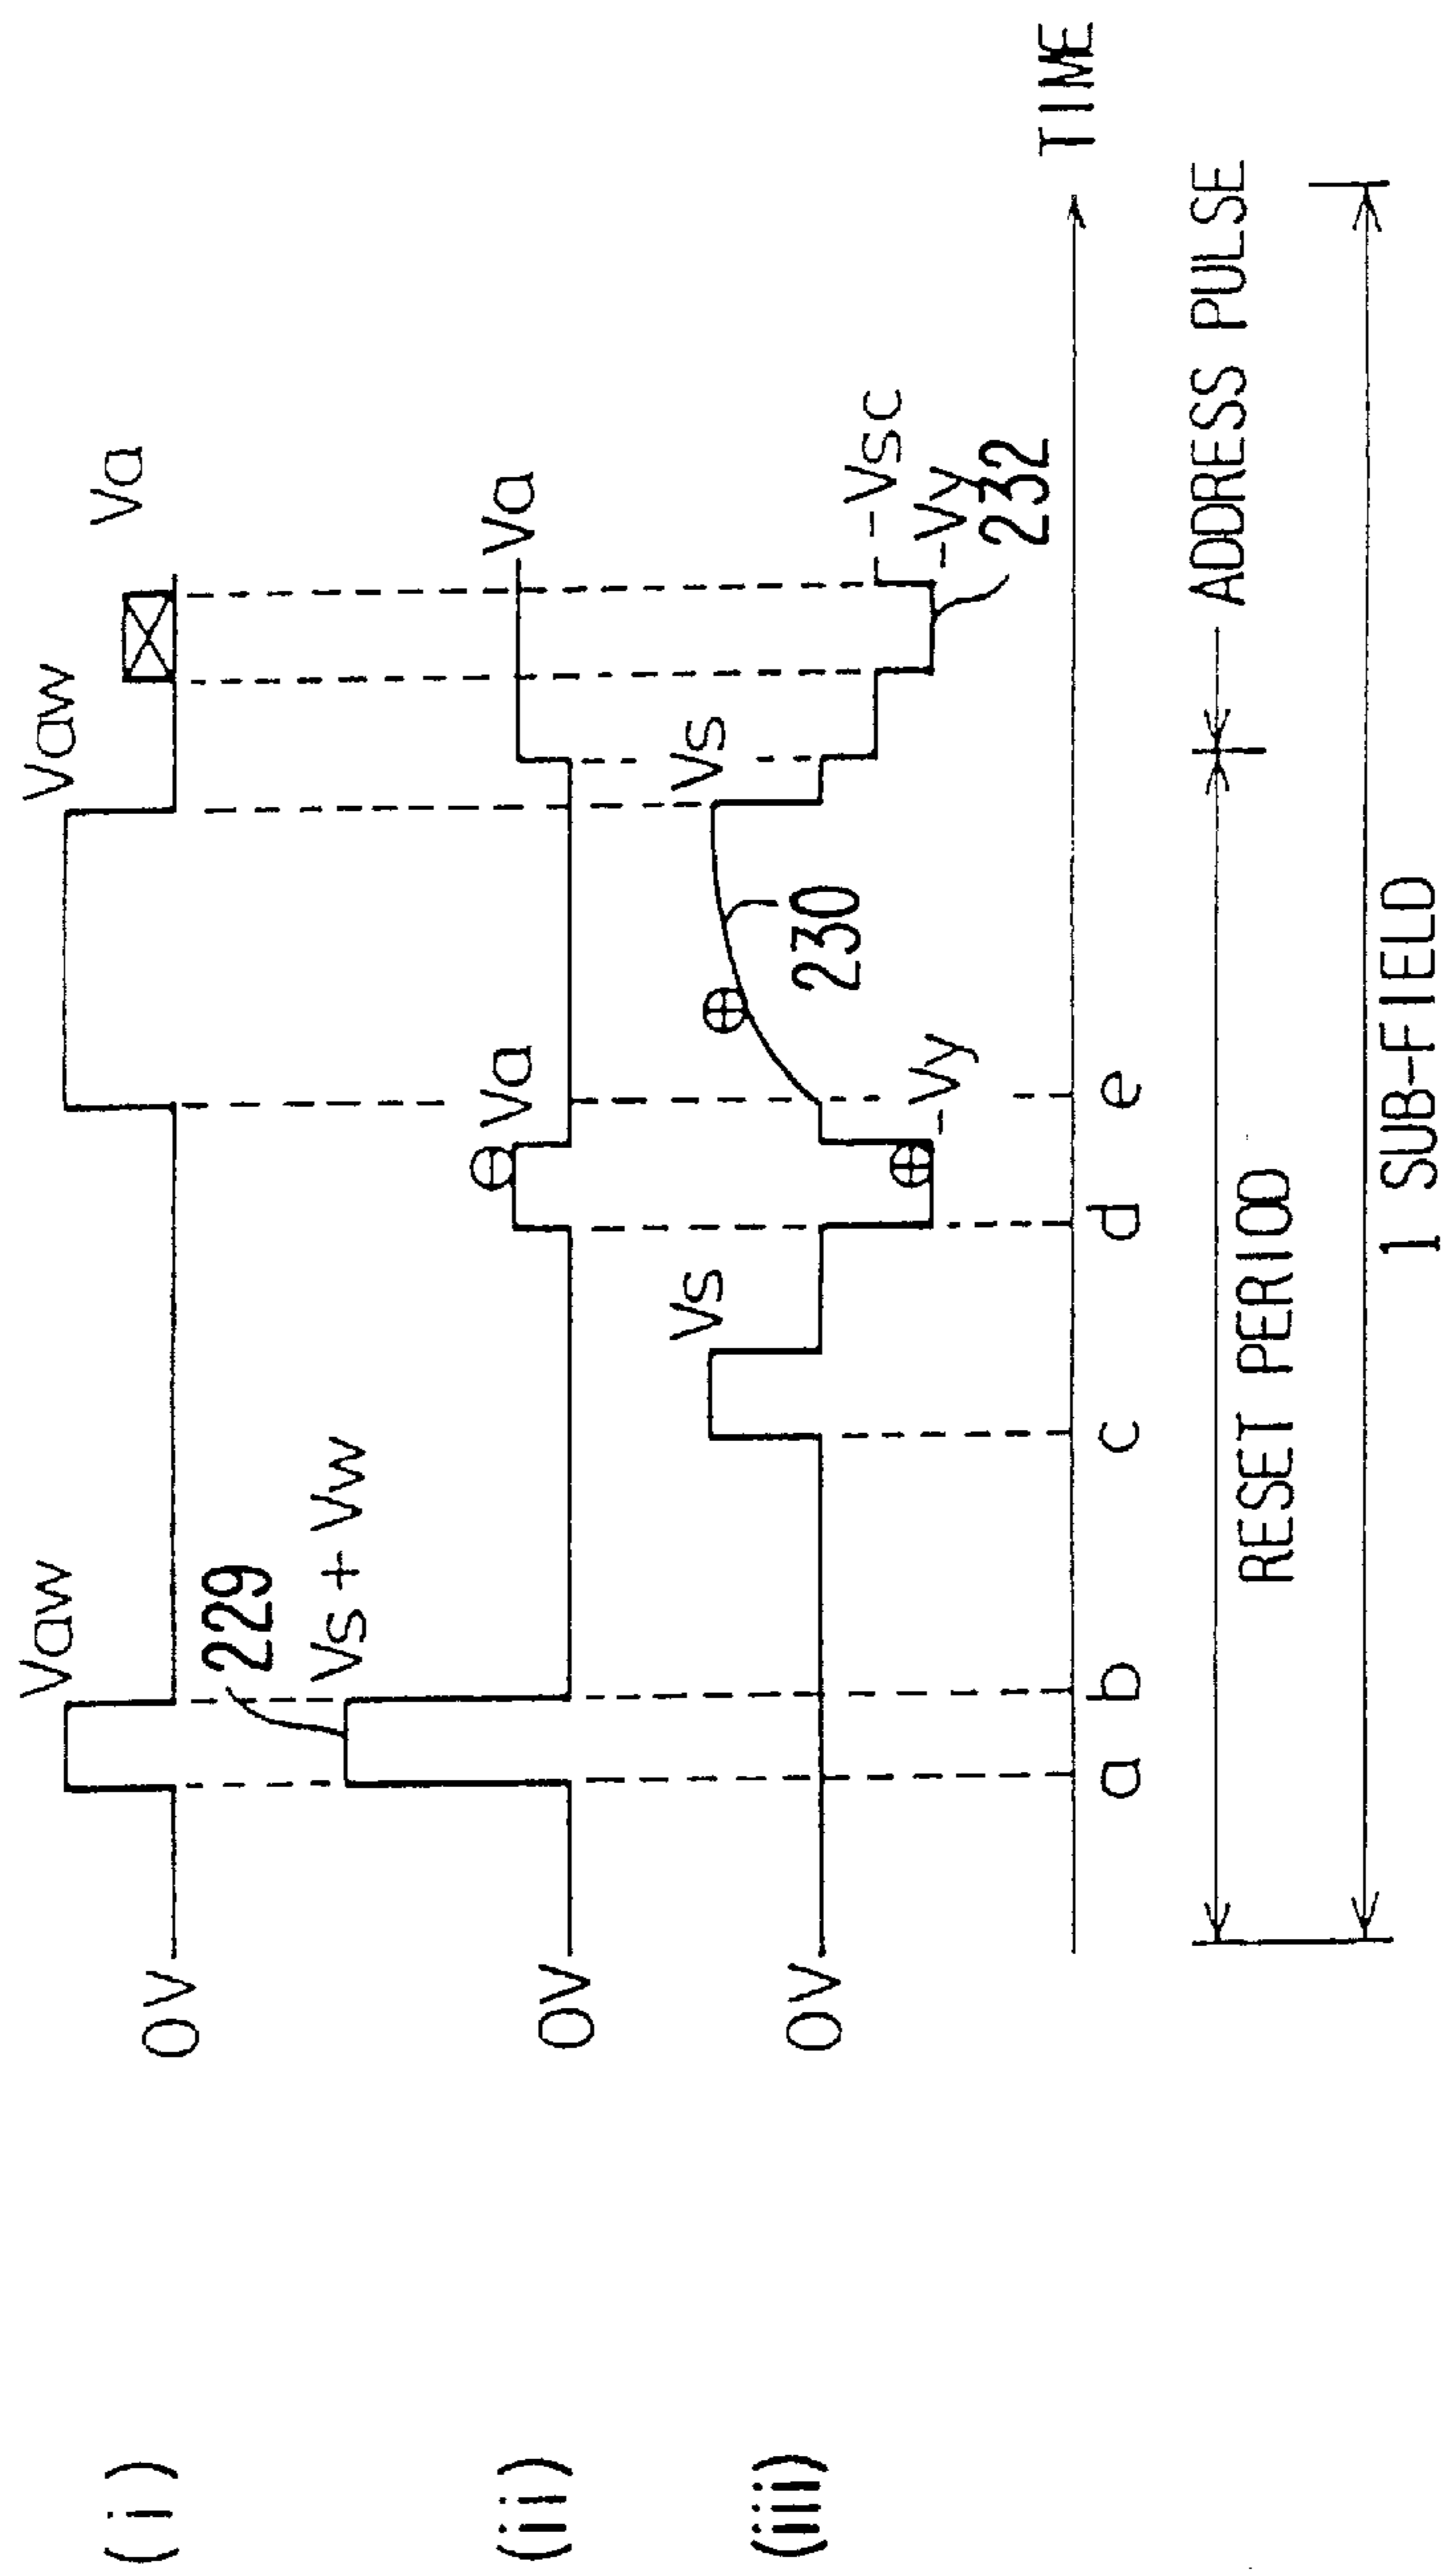 (i)
0V
Vaw
Vaw
Va
229
Vs + Vw
(ii)
0V
Va
Va
(iii)
0V
Vs
Vs
230
-Vy
-Vsc
-Vy
232
TIME
a
b
c
d
e
RESET PERIOD
ADDRESS PULSE
1 SUB-FIELD